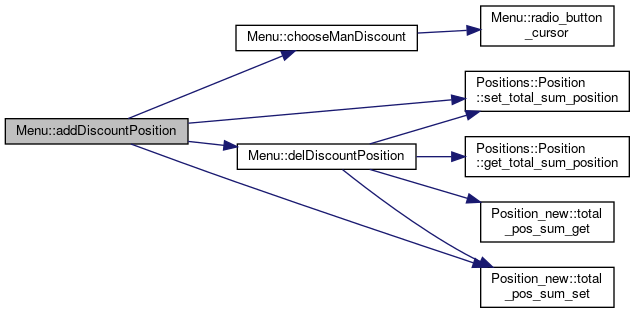 Menu::addDiscountPosition
Menu::chooseManDiscount
Menu::radio_button
_cursor
Positions::Position
::set_total_sum_position
Menu::delDiscountPosition
Positions::Position
::get_total_sum_position
Position_new::total
_pos_sum_get
Position_new::total
_pos_sum_set